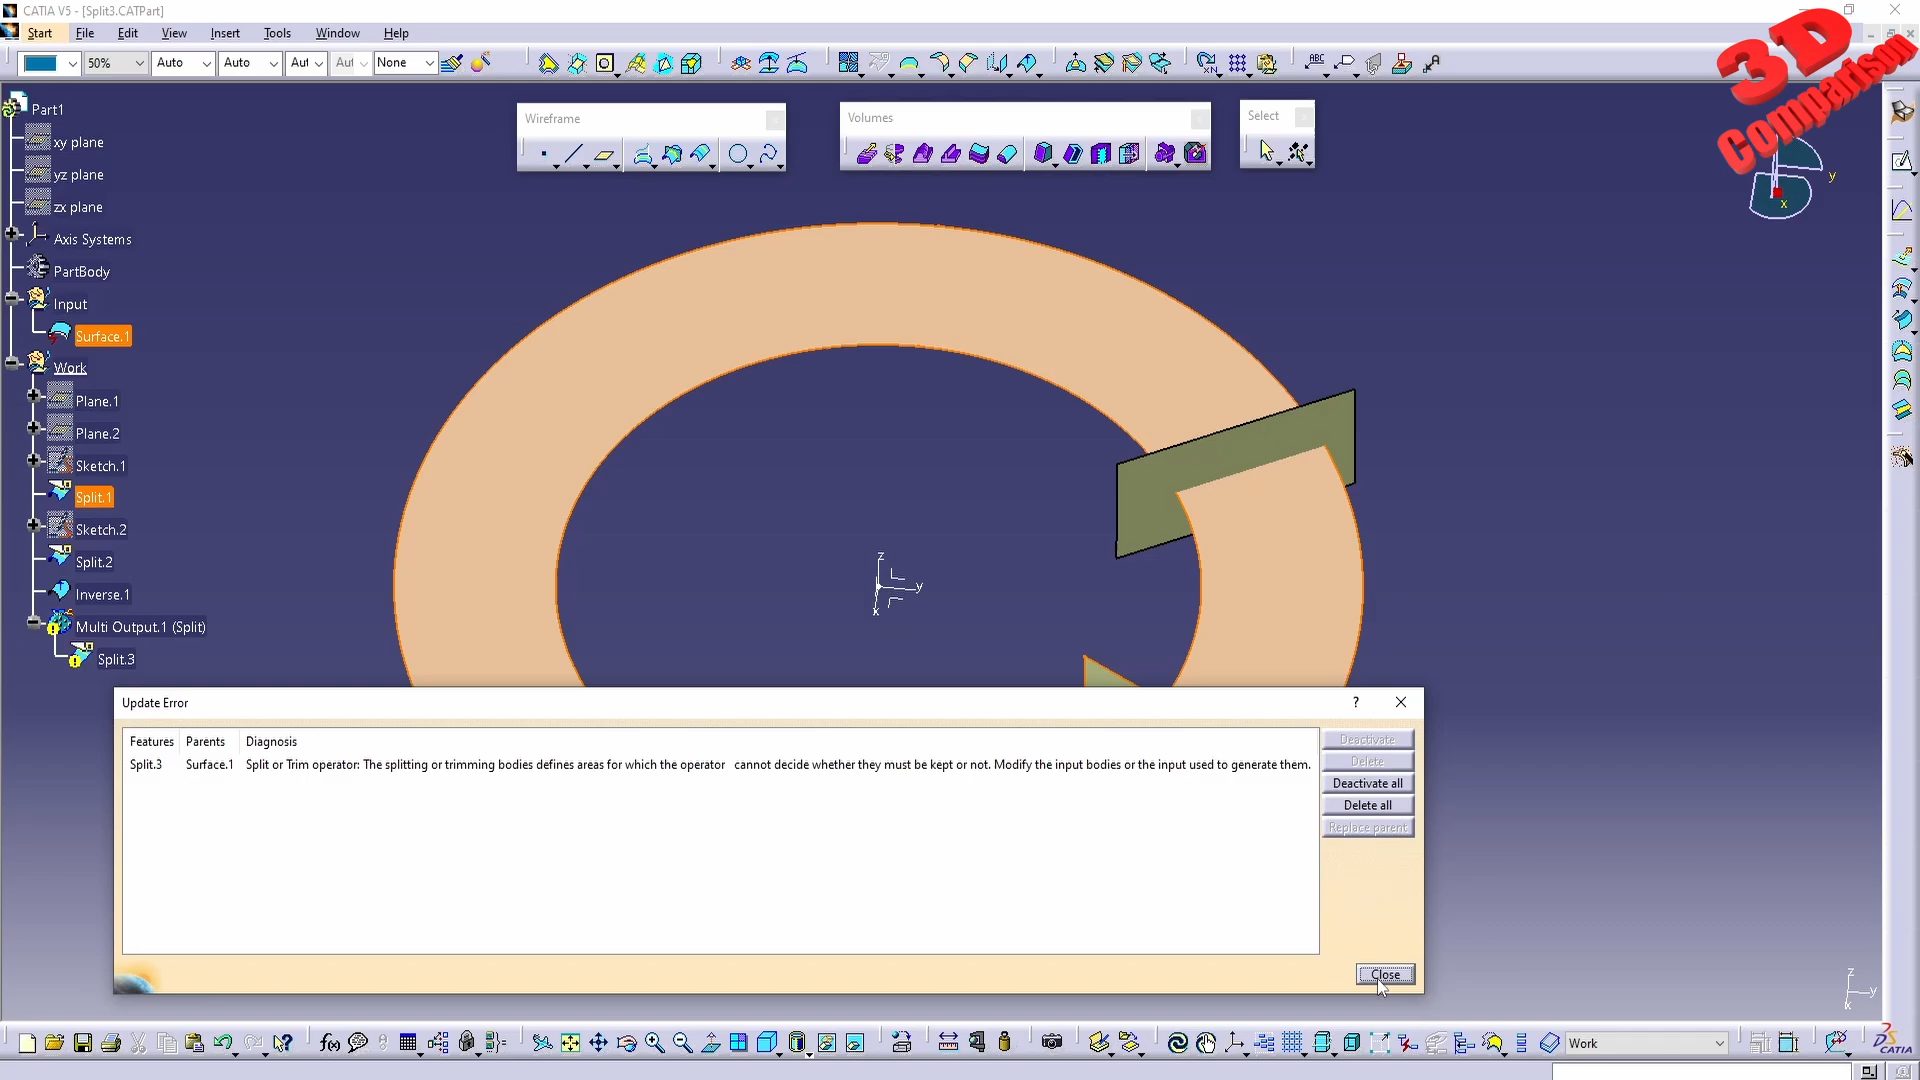 CATIA V5 - [Split3.CATPart]
Start File Edit View Insert Tools Window Help
50% Auto Auto Aut Aut None
3D
Comparison
Part1
xy plane
yz plane
zx plane
Axis Systems
PartBody
Input
Surface.1
Work
Plane.1
Plane.2
Sketch.1
Split.1
Sketch.2
Split.2
Inverse.1
Multi Output.1 (Split)
Split.3
Wireframe
Volumes
Select
y
x
z
y
x
Update Error
?
Features Parents Diagnosis
Split.3 Surface.1 Split or Trim operator: The splitting or trimming bodies defines areas for which the operator cannot decide whether they must be kept or not. Modify the input bodies or the input used to generate them.
Deactivate
Delete
Deactivate all
Delete all
Replace parent
Close
z
y
x
Work
CATIA